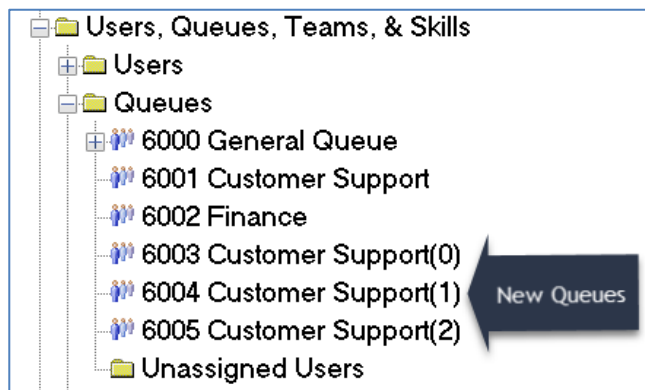 Users, Queues, Teams, & Skills
Users
Queues
6000 General Queue
6001 Customer Support
6002 Finance
6003 Customer Support(0)
6004 Customer Support(1)
New Queues
6005 Customer Support(2)
Unassigned Users